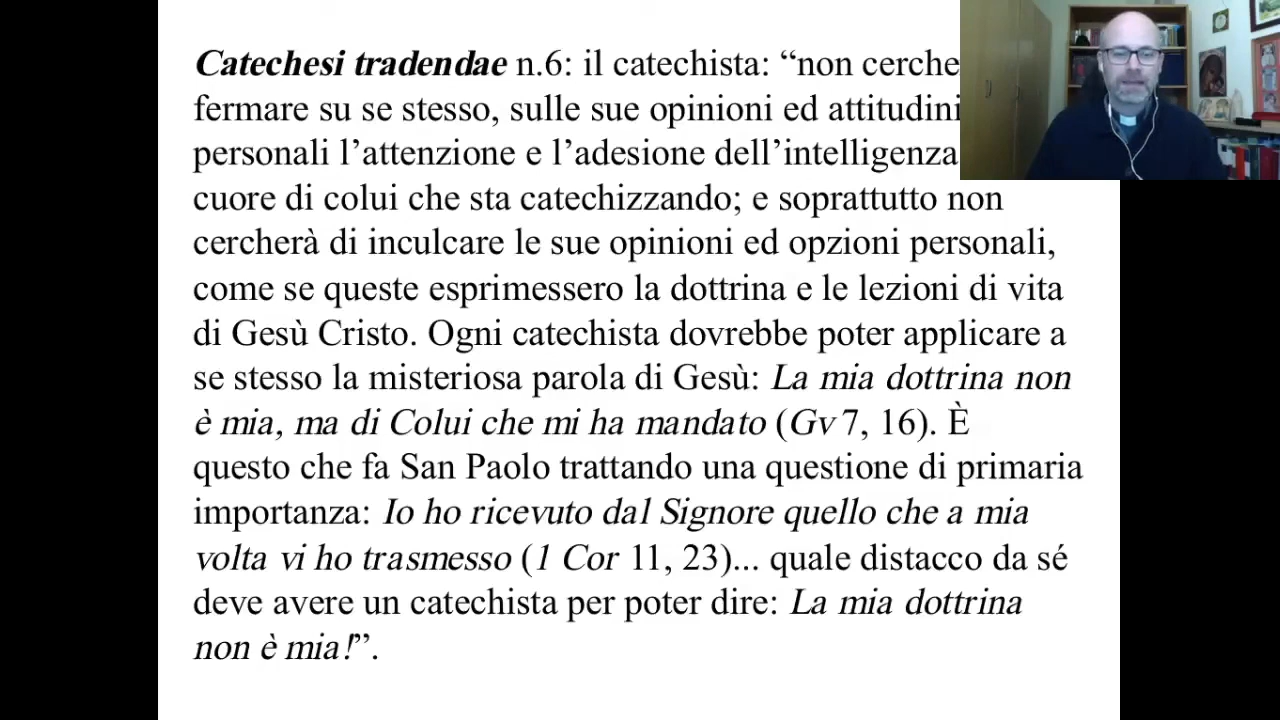 Catechesi tradendae n.6: il catechista: “non cerche
fermare su se stesso, sulle sue opinioni ed attitudini
personali l’attenzione e l’adesione dell’intelligenza
cuore di colui che sta catechizzando; e soprattutto non
cercherà di inculcare le sue opinioni ed opzioni personali,
come se queste esprimessero la dottrina e le lezioni di vita
di Gesù Cristo. Ogni catechista dovrebbe poter applicare a
se stesso la misteriosa parola di Gesù: La mia dottrina non
è mia, ma di Colui che mi ha mandato (Gv 7, 16). È
questo che fa San Paolo trattando una questione di primaria
importanza: Io ho ricevuto dal Signore quello che a mia
volta vi ho trasmesso (1 Cor 11, 23)... quale distacco da sé
deve avere un catechista per poter dire: La mia dottrina
non è mia!”.